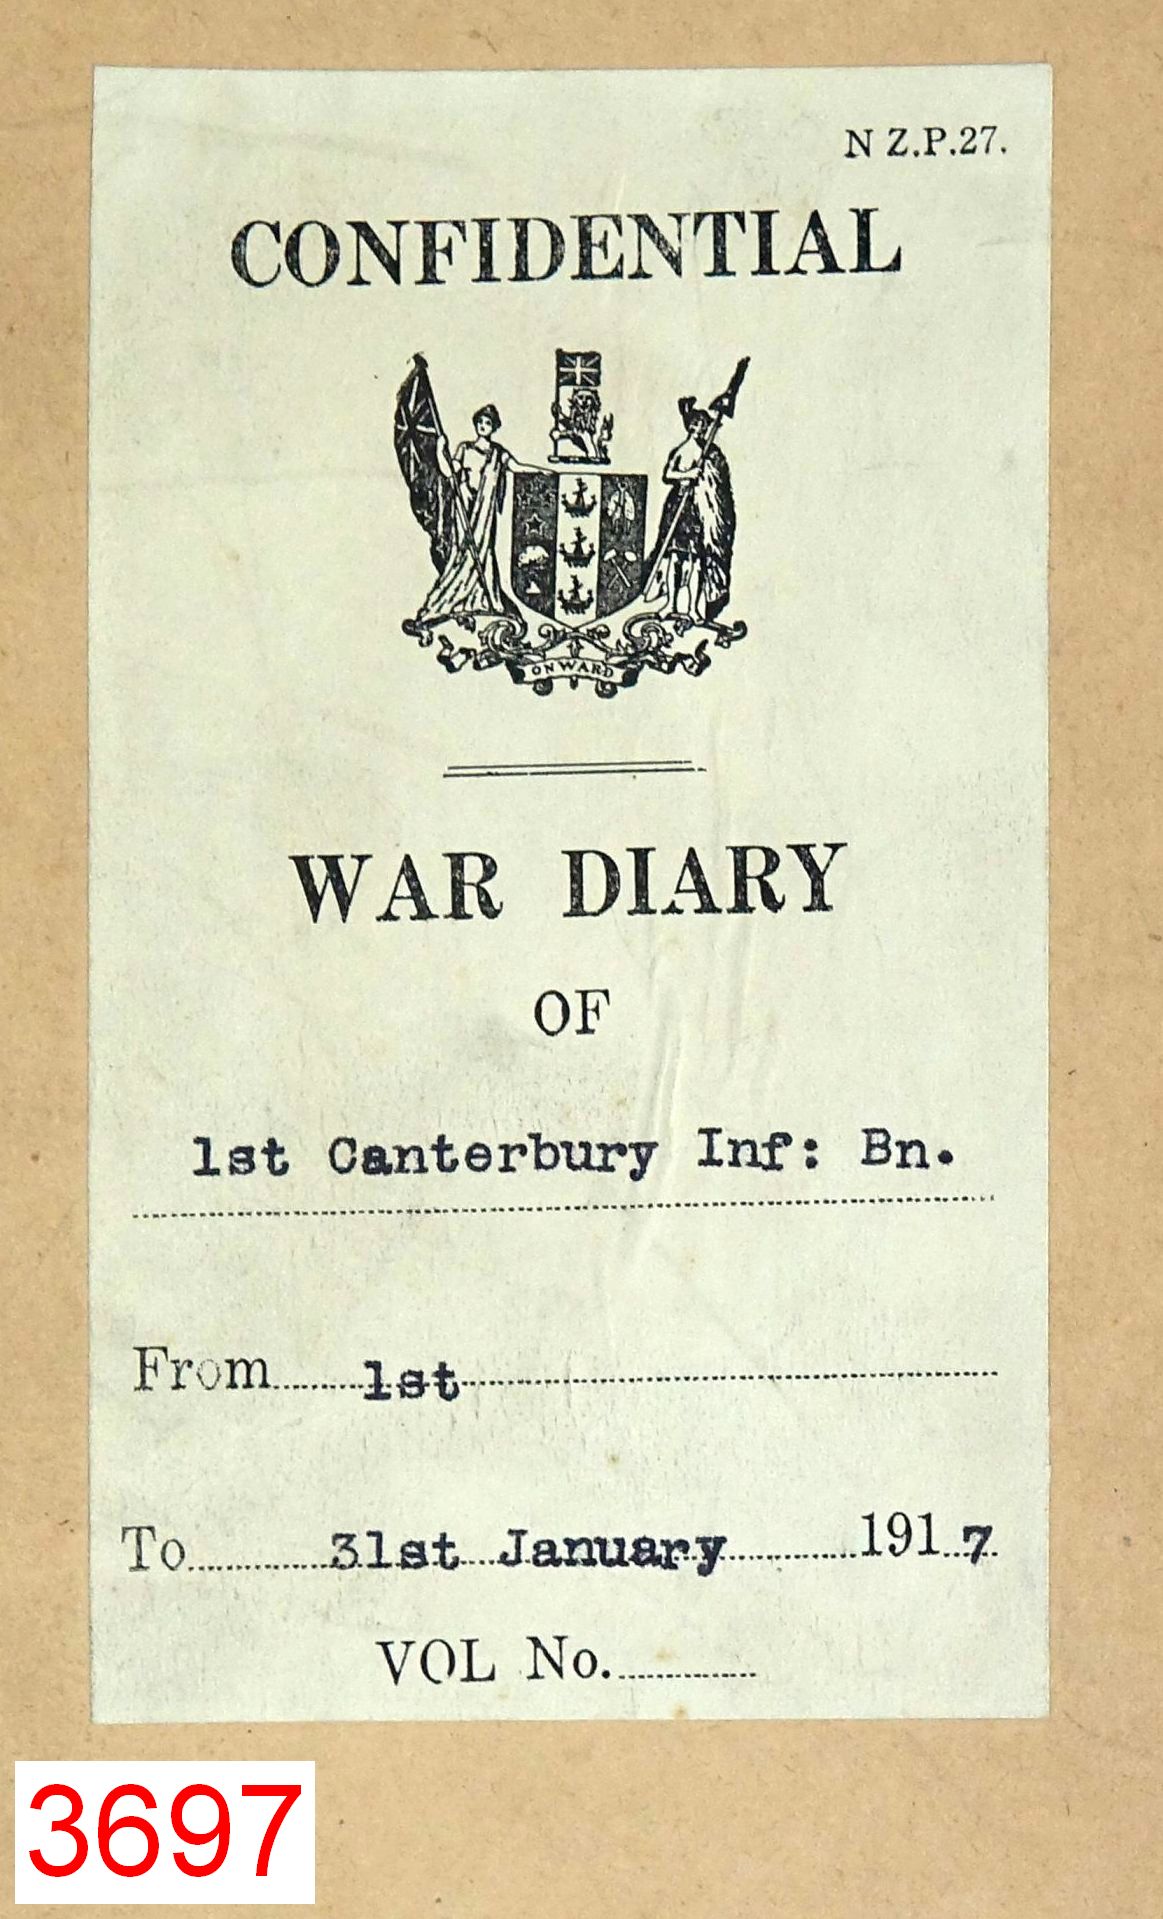 N Z.P.27.
CONFIDENTIAL
ONWARD
WAR DIARY
OF
1st Canterbury Inf: Bn.
From 1st
To 31st January 1917
VOL No.
3697